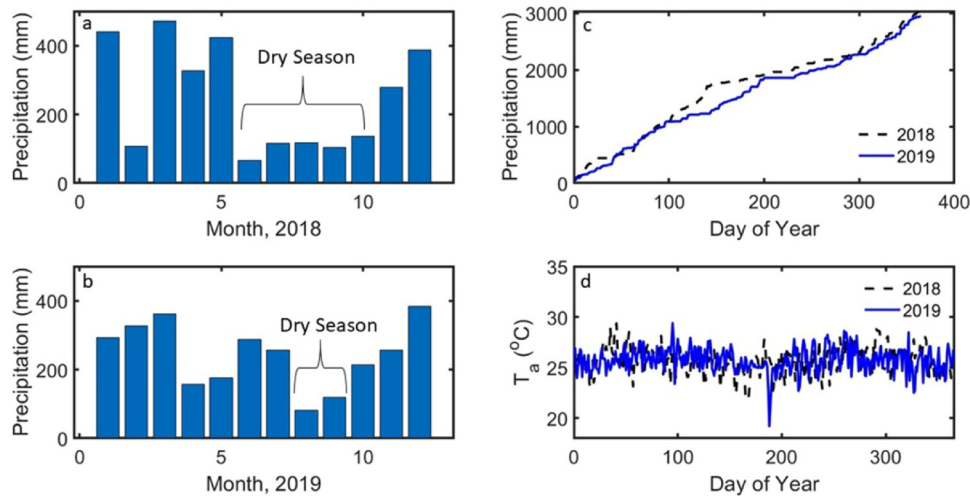 a
Precipitation (mm)
400
200
0
Dry Season
0 5 10
Month, 2018
b
Precipitation (mm)
400
200
0
Dry Season
0 5 10
Month, 2019
c
Precipitation (mm)
3000
2000
1000
0
2018
2019
0 100 200 300 400
Day of Year
d
Ta (oC)
35
30
25
20
18
2018
2019
0 100 200 300
Day of Year